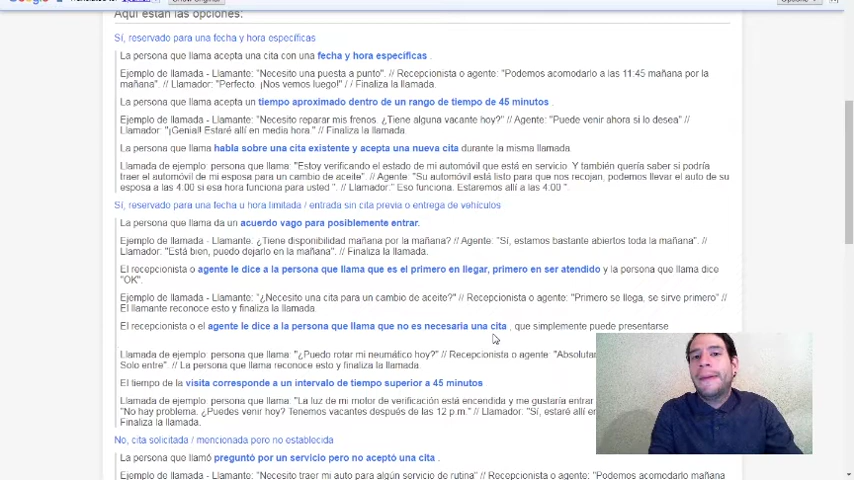 Translated to: Spanish
Show Original
Options
Aquí están las opciones:
Sí, reservado para una fecha y hora específicas
La persona que llama acepta una cita con una fecha y hora específicas .
Ejemplo de llamada - Llamante: "Necesito una puesta a punto". // Recepcionista o agente: "Podemos acomodarlo a las 11:45 mañana por la
mañana". // Llamador: "Perfecto. ¡Nos vemos luego!" / / Finaliza la llamada.
La persona que llama acepta un tiempo aproximado dentro de un rango de tiempo de 45 minutos .
Ejemplo de llamada - Llamante: "Necesito reparar mis frenos. ¿Tiene alguna vacante hoy?" // Agente: "Puede venir ahora si lo desea" //
Llamador: "¡Genial! Estaré allí en media hora." // Finaliza la llamada.
La persona que llama habla sobre una cita existente y acepta una nueva cita durante la misma llamada.
Llamada de ejemplo: persona que llama: "Estoy verificando el estado de mi automóvil que está en servicio. Y también quería saber si podría
traer el automóvil de mi esposa para un cambio de aceite". // Agente: "Su automóvil está listo para que nos recojan, podemos llevar el auto de su
esposa a las 4:00 si esa hora funciona para usted ". // Llamador:" Eso funciona. Estaremos allí a las 4:00 ".
Sí, reservado para una fecha u hora limitada / entrada sin cita previa o entrega de vehículos
La persona que llama da un acuerdo vago para posiblemente entrar.
Ejemplo de llamada - Llamante: ¿Tiene disponibilidad mañana por la mañana? // Agente: "Sí, estamos bastante abiertos toda la mañana". //
Llamador: "Está bien, puedo dejarlo en la mañana". // Finaliza la llamada.
El recepcionista o agente le dice a la persona que llama que es el primero en llegar, primero en ser atendido y la persona que llama dice
"OK".
Ejemplo de llamada - Llamante: "¿Necesito una cita para un cambio de aceite?" // Recepcionista o agente: "Primero se llega, se sirve primero" //
El llamante reconoce esto y finaliza la llamada.
El recepcionista o el agente le dice a la persona que llama que no es necesaria una cita , que simplemente puede presentarse
Llamada de ejemplo: persona que llama: "¿Puedo rotar mi neumático hoy?" // Recepcionista o agente:
Solo entre". // La persona que llama reconoce esto y finaliza la llamada.
El tiempo de la visita corresponde a un intervalo de tiempo superior a 45 minutos
Llamada de ejemplo: persona que llama: "La luz de mi motor de verificación está encendida y me gustaría entrar
"No hay problema. ¿Puedes venir hoy? Tenemos vacantes después de las 12 p.m." // Llamador: "Sí, estaré allí en
Finaliza la llamada.
No, cita solicitada / mencionada pero no establecida
La persona que llamó preguntó por un servicio pero no aceptó una cita .
Ejemplo de llamada - Llamante: "Necesito traer mi auto para algún servicio de rutina" // Recepcionista o agente: "Podemos acomodarlo mañana